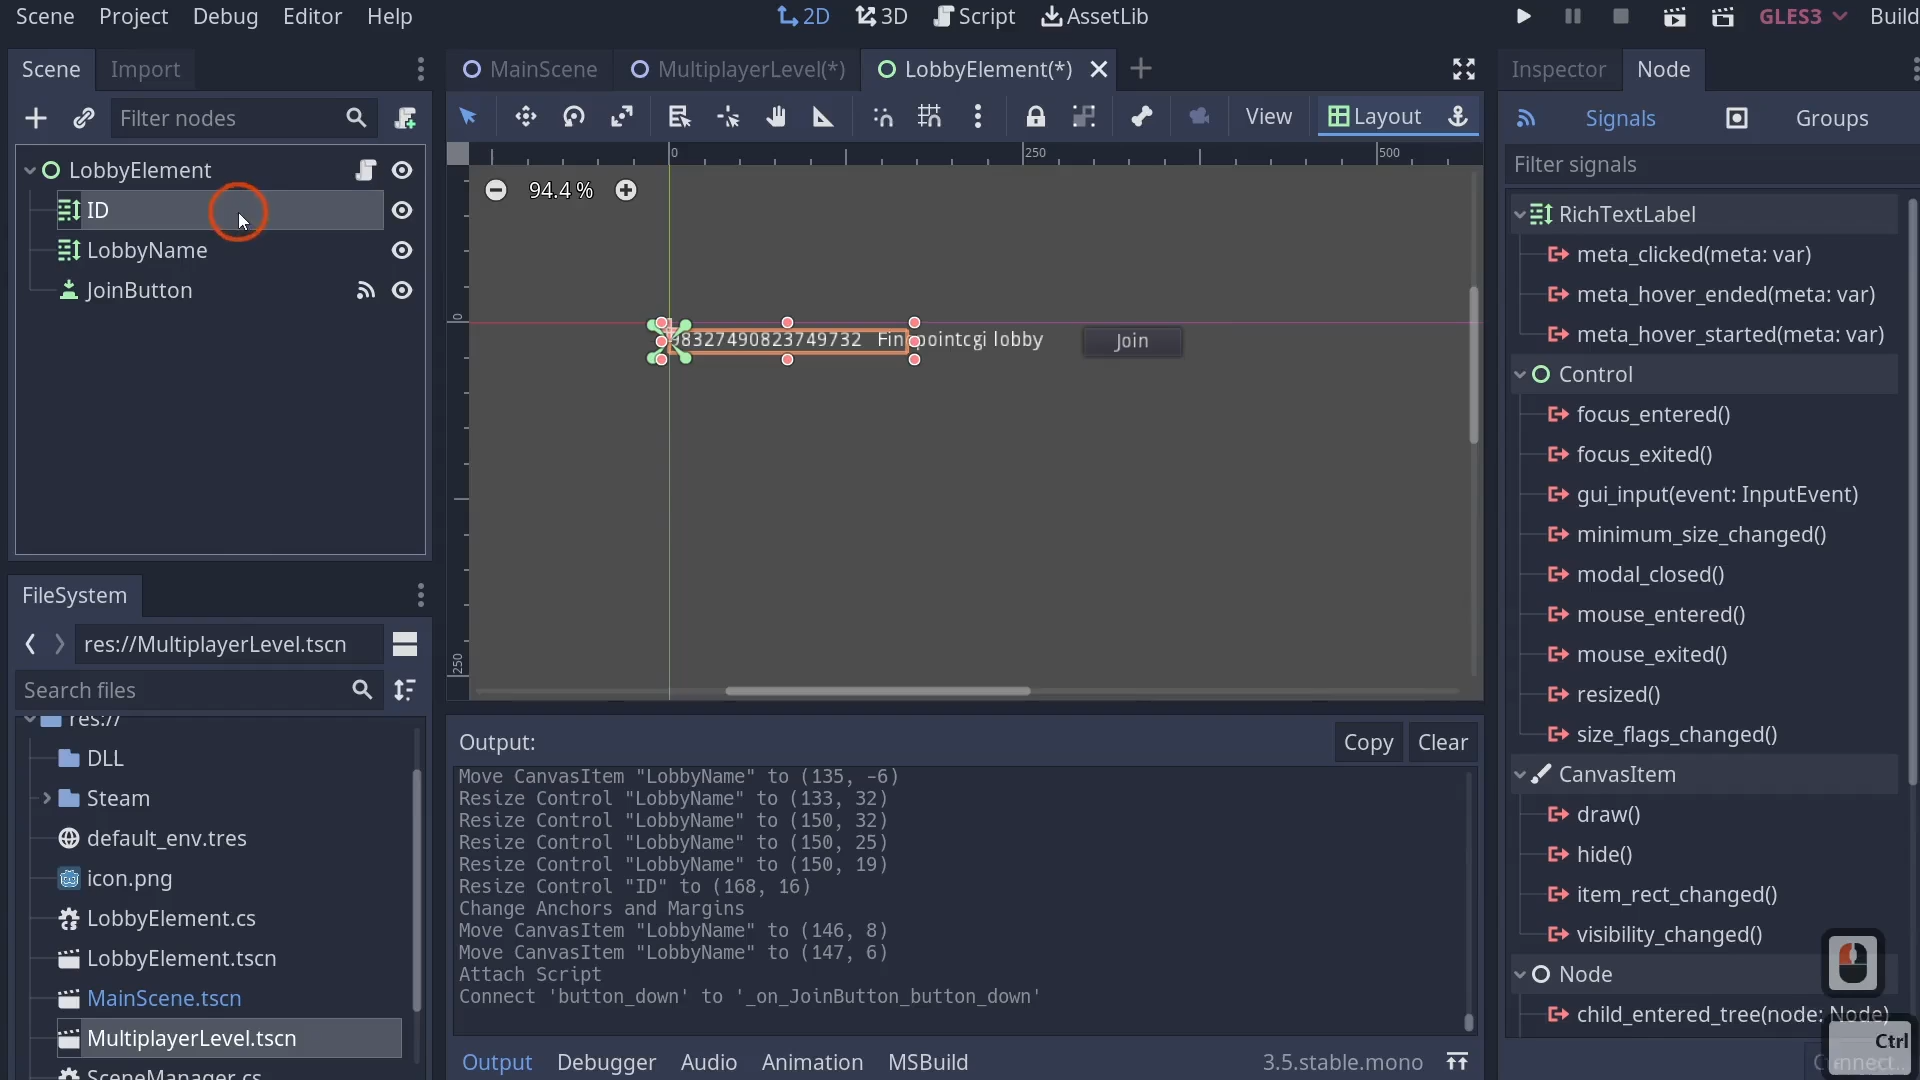 Scene Project Debug Editor Help 2D 3D Script AssetLib GLES3 Build
Scene Import
MainScene MultiplayerLevel(*) LobbyElement(*)
Inspector Node
Filter nodes
View Layout
Signals Groups
Filter signals
LobbyElement
ID
LobbyName
JoinButton
0 250 500
94.4 %
0
250
98327490823749732 Fin pointcgi lobby
Join
RichTextLabel
meta_clicked(meta: var)
meta_hover_ended(meta: var)
meta_hover_started(meta: var)
Control
focus_entered()
focus_exited()
gui_input(event: InputEvent)
minimum_size_changed()
modal_closed()
mouse_entered()
mouse_exited()
resized()
size_flags_changed()
CanvasItem
draw()
hide()
item_rect_changed()
visibility_changed()
Node
child_entered_tree(node: Node)
Ctrl
FileSystem
res://MultiplayerLevel.tscn
Search files
res://
DLL
Steam
default_env.tres
icon.png
LobbyElement.cs
LobbyElement.tscn
MainScene.tscn
MultiplayerLevel.tscn
SceneManager.cs
Output:
Copy Clear
Move CanvasItem "LobbyName" to (135, -6)
Resize Control "LobbyName" to (133, 32)
Resize Control "LobbyName" to (150, 32)
Resize Control "LobbyName" to (150, 25)
Resize Control "LobbyName" to (150, 19)
Resize Control "ID" to (168, 16)
Change Anchors and Margins
Move CanvasItem "LobbyName" to (146, 8)
Move CanvasItem "LobbyName" to (147, 6)
Attach Script
Connect 'button_down' to '_on_JoinButton_button_down'
Output Debugger Audio Animation MSBuild 3.5.stable.mono